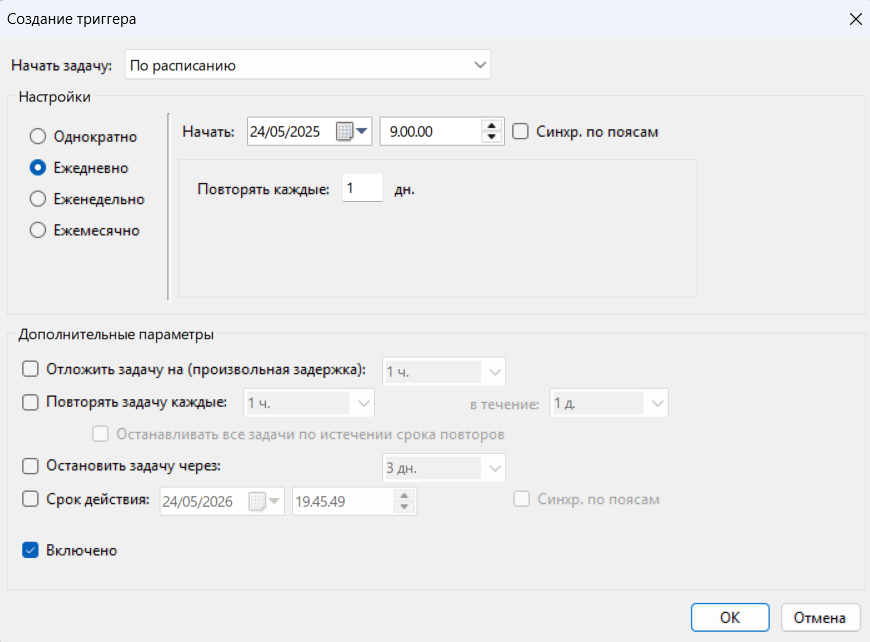 Создание триггера
Начать задачу: По расписанию
Настройки
Однократно
Ежедневно
Еженедельно
Ежемесячно
Начать: 24/05/2025 9.00.00 Синхр. по поясам
Повторять каждые: 1 дн.
Дополнительные параметры
Отложить задачу на (произвольная задержка): 1 ч.
Повторять задачу каждые: 1 ч. в течение: 1 д.
Останавливать все задачи по истечении срока повторов
Остановить задачу через: 3 дн.
Срок действия: 24/05/2026 19.45.49 Синхр. по поясам
Включено
ОК Отмена